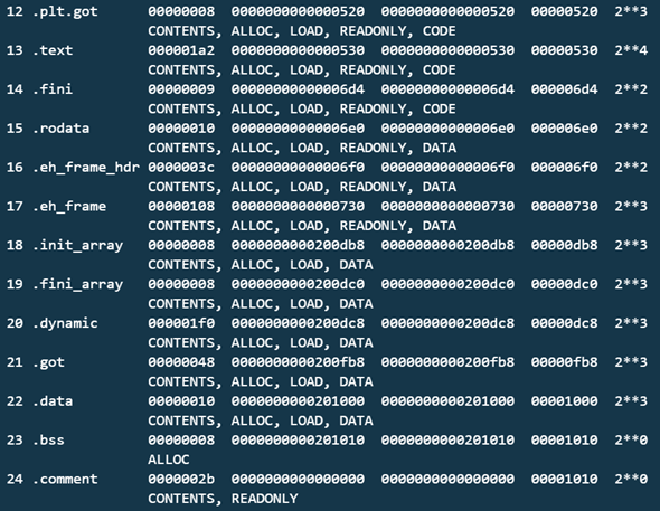 12 .plt.got 00000008 0000000000000520 0000000000000520 00000520 2**3
CONTENTS, ALLOC, LOAD, READONLY, CODE
13 .text 000001a2 0000000000000530 0000000000000530 00000530 2**4
CONTENTS, ALLOC, LOAD, READONLY, CODE
14 .fini 00000009 00000000000006d4 00000000000006d4 000006d4 2**2
CONTENTS, ALLOC, LOAD, READONLY, CODE
15 .rodata 00000010 00000000000006e0 00000000000006e0 000006e0 2**2
CONTENTS, ALLOC, LOAD, READONLY, DATA
16 .eh_frame_hdr 0000003c 00000000000006f0 00000000000006f0 000006f0 2**2
CONTENTS, ALLOC, LOAD, READONLY, DATA
17 .eh_frame 00000108 0000000000000730 0000000000000730 00000730 2**3
CONTENTS, ALLOC, LOAD, READONLY, DATA
18 .init_array 00000008 0000000000200db8 0000000000200db8 00000db8 2**3
CONTENTS, ALLOC, LOAD, DATA
19 .fini_array 00000008 0000000000200dc0 0000000000200dc0 00000dc0 2**3
CONTENTS, ALLOC, LOAD, DATA
20 .dynamic 000001f0 0000000000200dc8 0000000000200dc8 00000dc8 2**3
CONTENTS, ALLOC, LOAD, DATA
21 .got 00000048 0000000000200fb8 0000000000200fb8 00000fb8 2**3
CONTENTS, ALLOC, LOAD, DATA
22 .data 00000010 0000000000201000 0000000000201000 00001000 2**3
CONTENTS, ALLOC, LOAD, DATA
23 .bss 00000008 0000000000201010 0000000000201010 00001010 2**0
ALLOC
24 .comment 0000002b 0000000000000000 0000000000000000 00001010 2**0
CONTENTS, READONLY